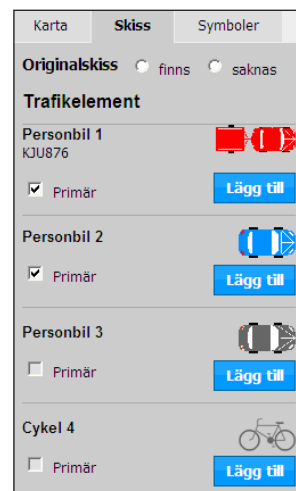 Karta Skiss Symboler
Originalskiss finns saknas
Trafikelement
Personbil 1
KJU876
Primär Lägg till
Personbil 2
Primär Lägg till
Personbil 3
Primär Lägg till
Cykel 4
Primär Lägg till